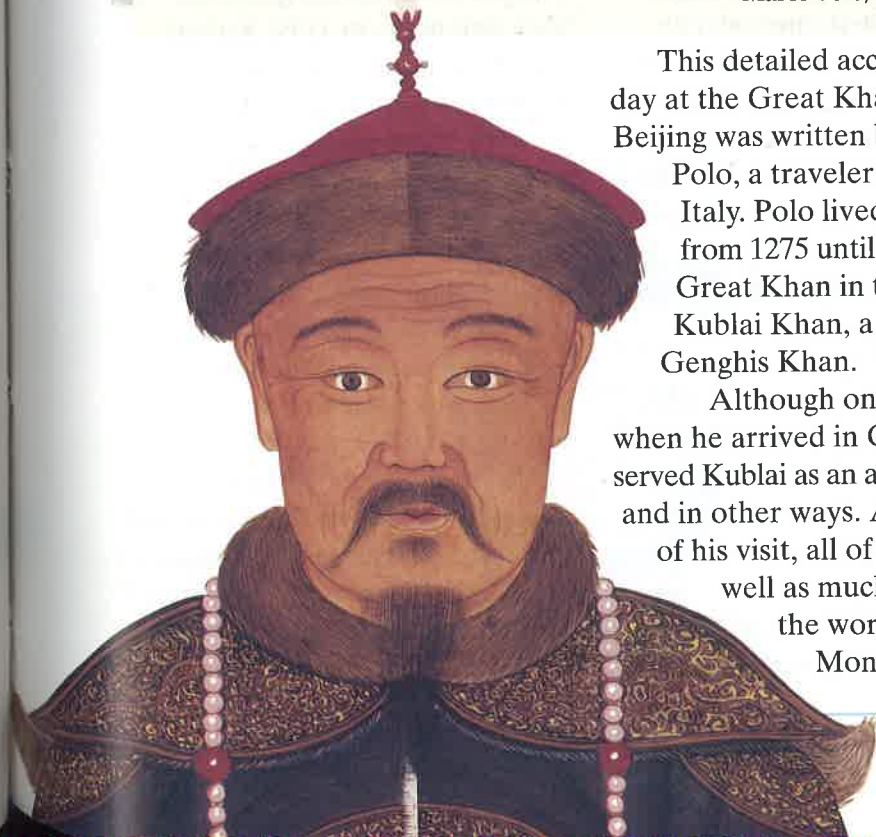 This detailed acc
day at the Great Kha
Beijing was written
Polo, a traveler
Italy. Polo lived
from 1275 until
Great Khan in t
Kublai Khan, a
Genghis Khan.
Although on
when he arrived in C
served Kublai as an a
and in other ways. A
of his visit, all of
well as much
the wor
Mon